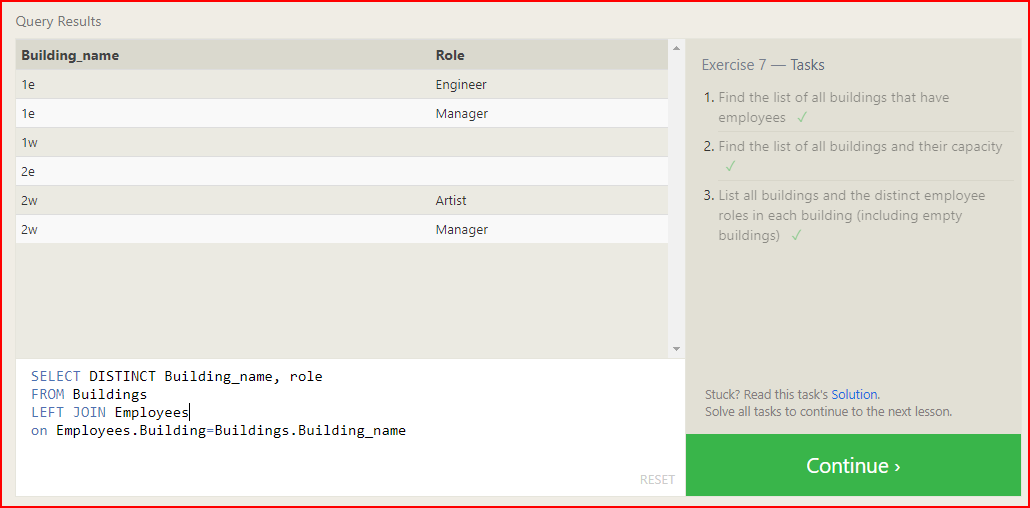 Query Results
Building_name Role
1e Engineer
1e Manager
1w
2e
2w Artist
2w Manager
SELECT DISTINCT Building_name, role
FROM Buildings
LEFT JOIN Employees
on Employees.Building=Buildings.Building_name
RESET
Exercise 7 — Tasks
1. Find the list of all buildings that have
employees ✓
2. Find the list of all buildings and their capacity
✓
3. List all buildings and the distinct employee
roles in each building (including empty
buildings) ✓
Stuck? Read this task's Solution.
Solve all tasks to continue to the next lesson.
Continue ›